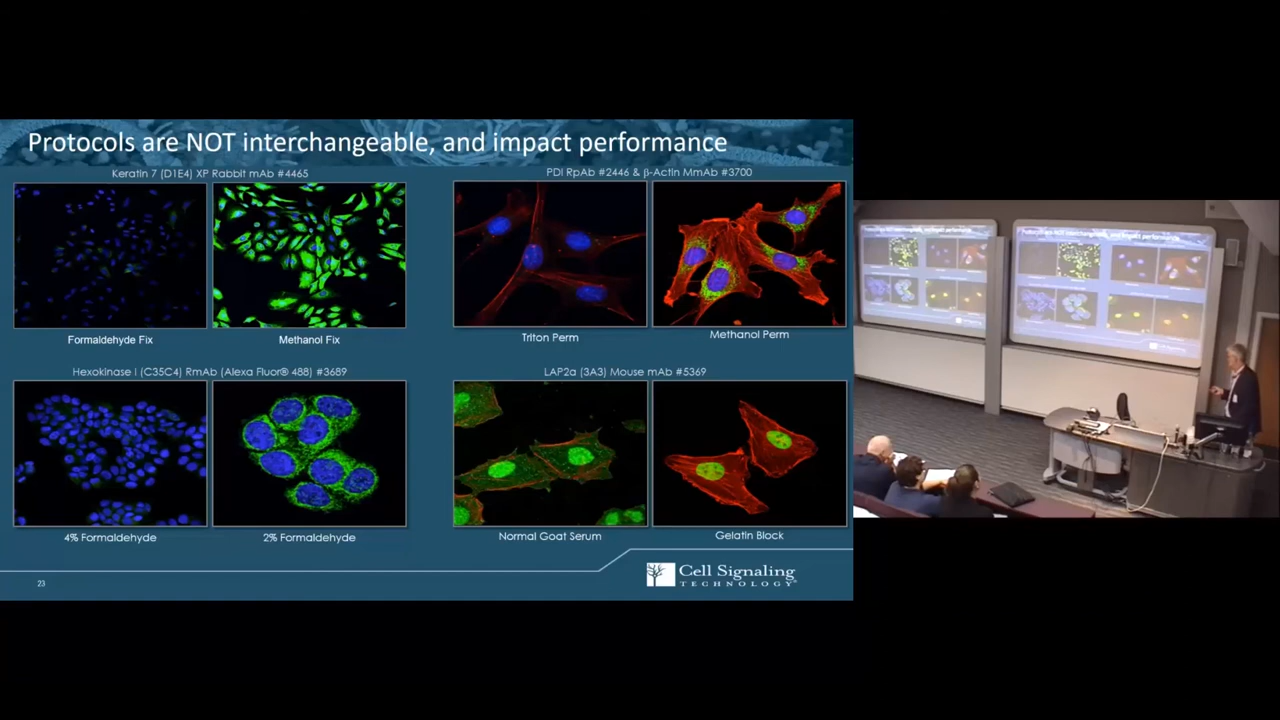 Protocols are NOT interchangeable, and impact performance
Keratin 7 (D1E4) XP Rabbit mAb #4465
PDI RpAb #2446 & β-Actin MmAb #3700
Formaldehyde Fix
Methanol Fix
Triton Perm
Methanol Perm
Hexokinase I (C35C4) RmAb (Alexa Fluor® 488) #3689
LAP2a (3A3) Mouse mAb #5369
4% Formaldehyde
2% Formaldehyde
Normal Goat Serum
Gelatin Block
23
Cell Signaling
TECHNOLOGY®